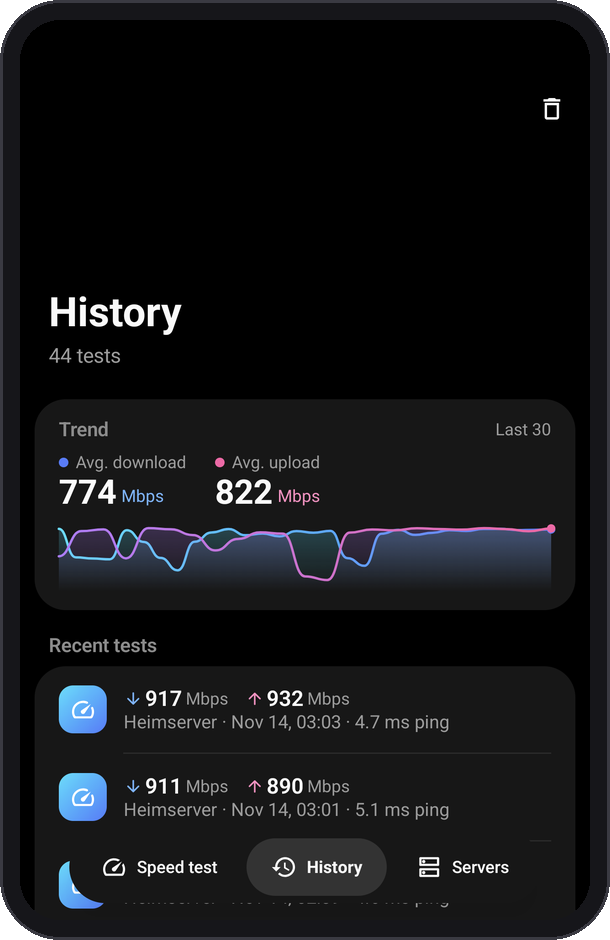 History
44 tests
Trend
Last 30
Avg. download
Avg. upload
774 Mbps
822 Mbps
Recent tests
↓ 917 Mbps ↑ 932 Mbps
Heimserver · Nov 14, 03:03 · 4.7 ms ping
↓ 911 Mbps ↑ 890 Mbps
Heimserver · Nov 14, 03:01 · 5.1 ms ping
Speed test
History
Servers